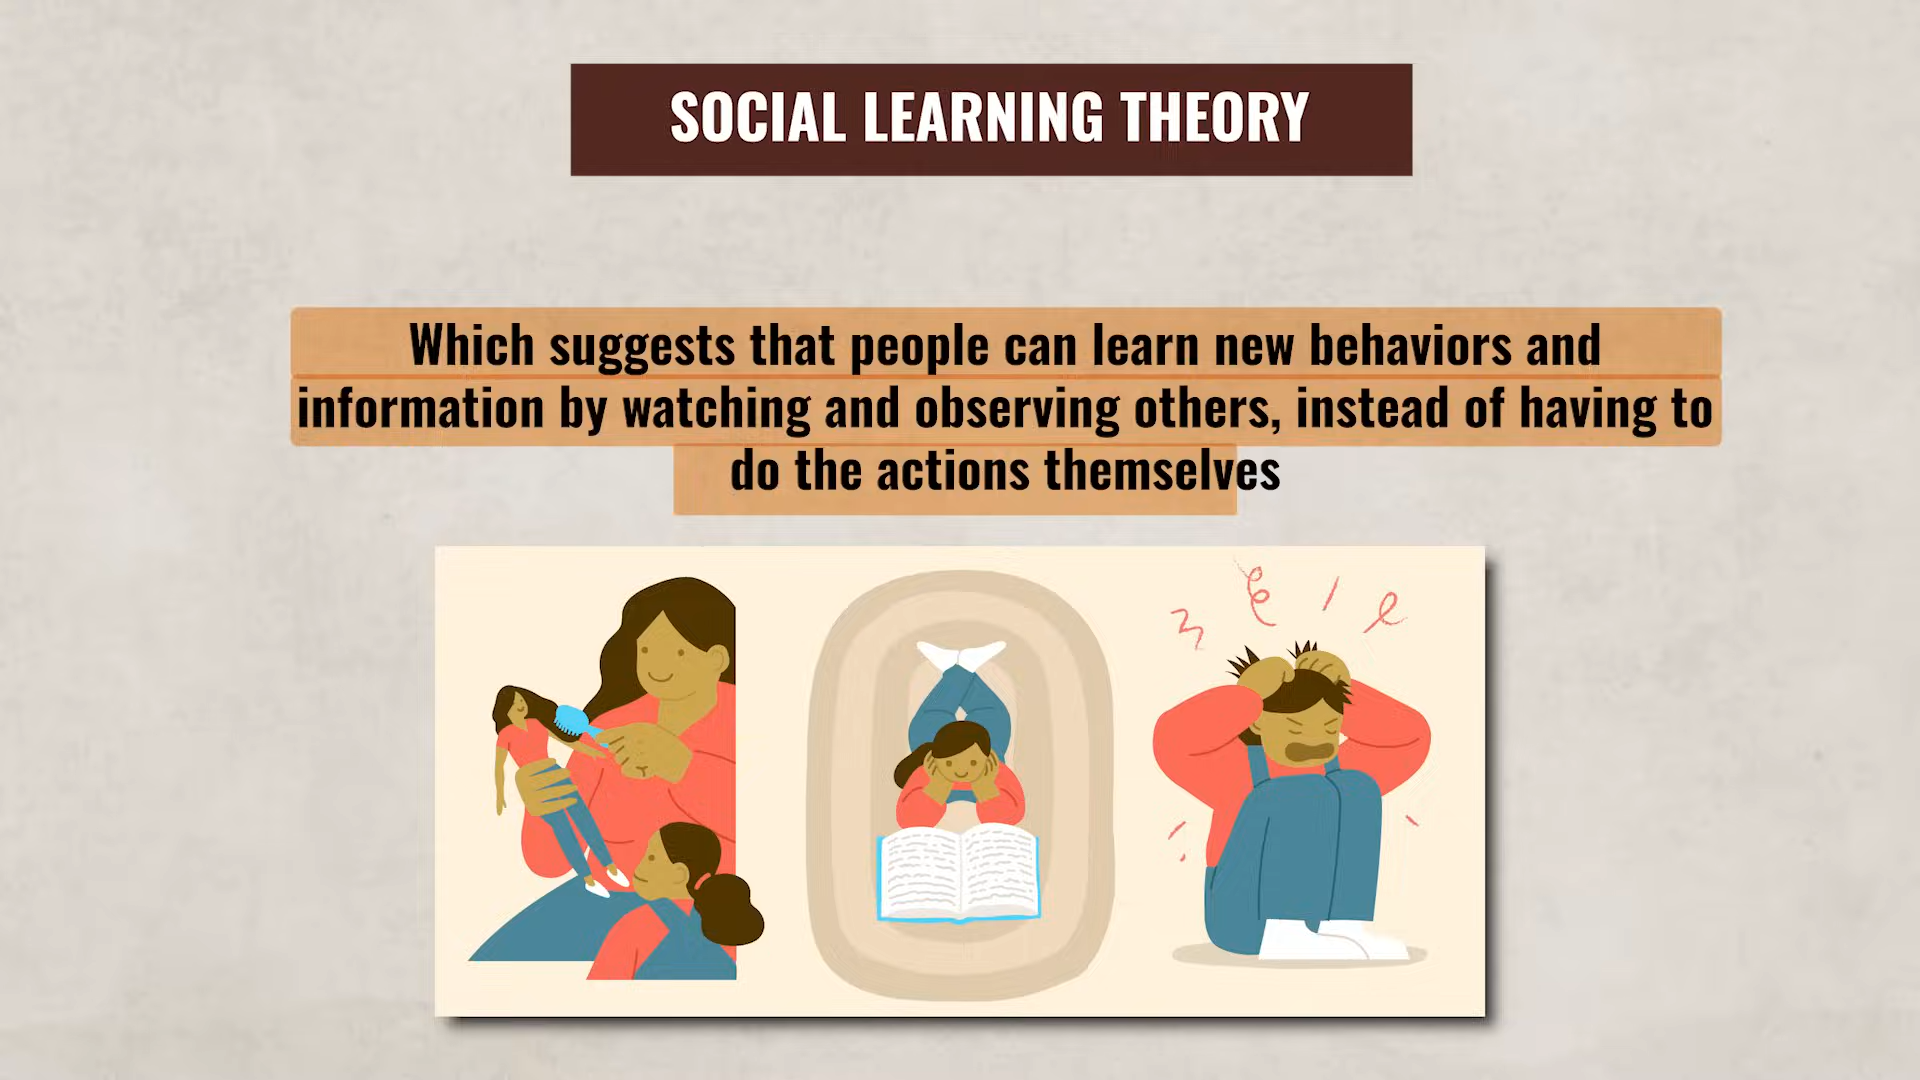 SOCIAL LEARNING THEORY
Which suggests that people can learn new behaviors and
information by watching and observing others, instead of having to
do the actions themselves